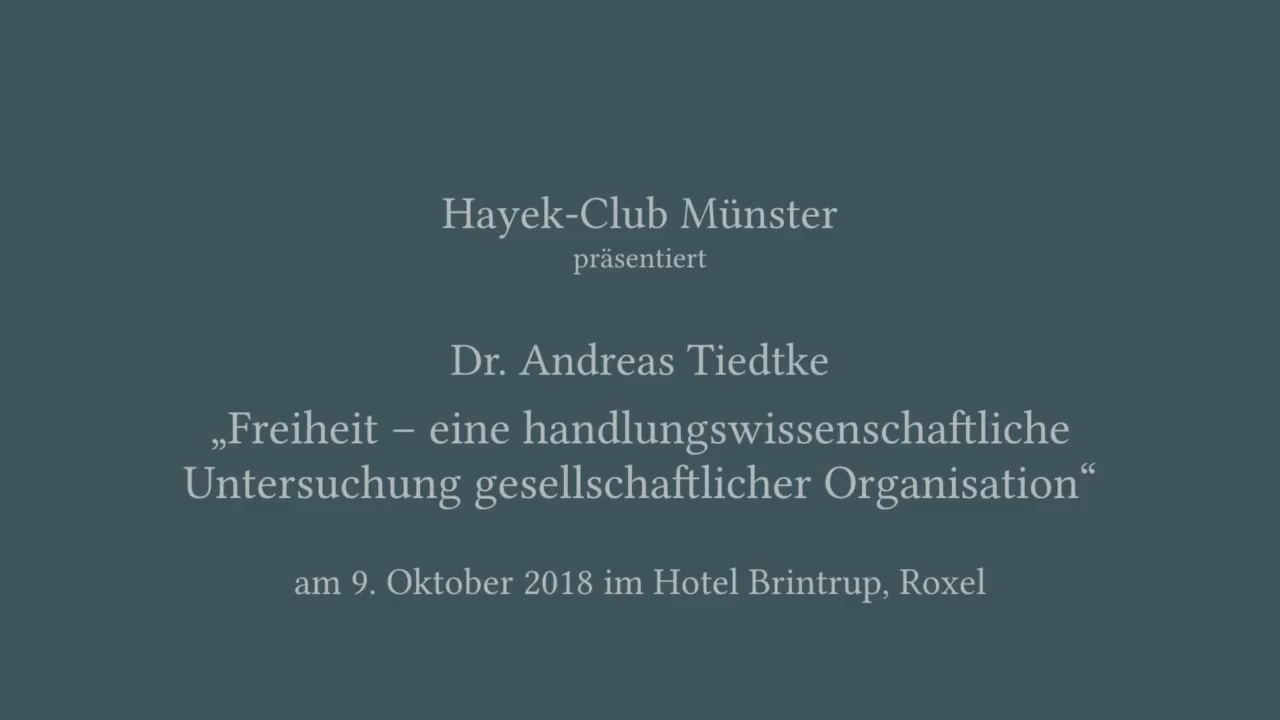 Hayek-Club Münster
präsentiert
Dr. Andreas Tiedtke
„Freiheit – eine handlungswissenschaftliche
Untersuchung gesellschaftlicher Organisation“
am 9. Oktober 2018 im Hotel Brintrup, Roxel